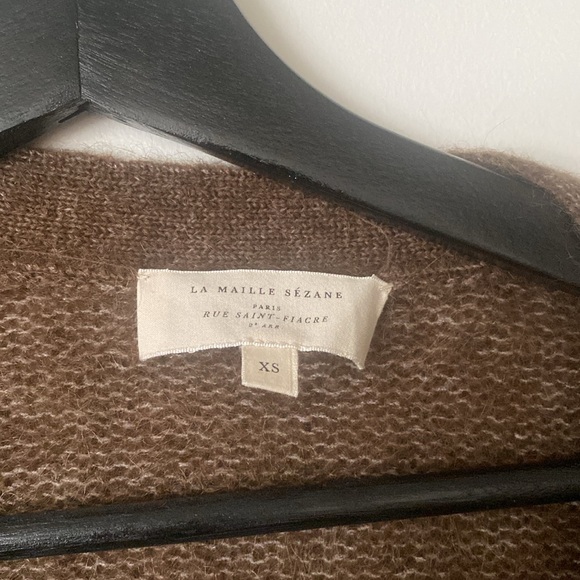 LA MAILLE SÉZANE
PARIS
RUE SAINT-FIACRE
2e ARR
XS